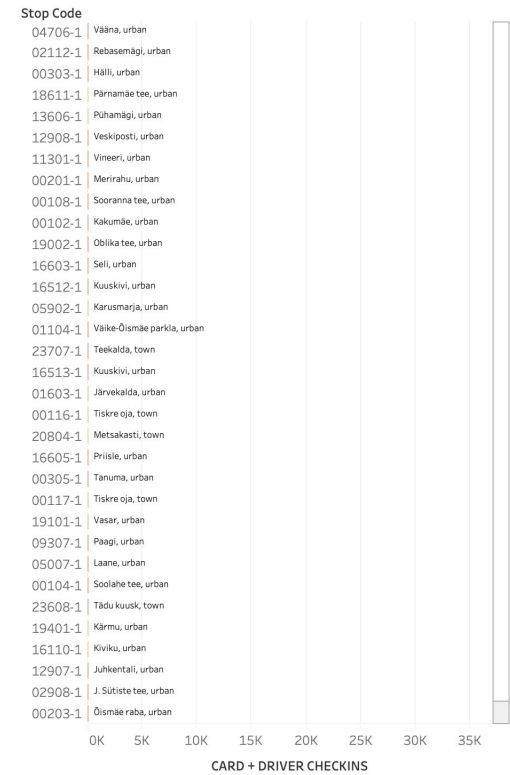 Stop Code
04706-1 Vääna, urban
02112-1 Rebasemägi, urban
00303-1 Hälli, urban
18611-1 Pärnamäe tee, urban
13606-1 Pühamägi, urban
12908-1 Veskiposti, urban
11301-1 Vineeri, urban
00201-1 Merirahu, urban
00108-1 Sooranna tee, urban
00102-1 Kakumäe, urban
19002-1 Oblika tee, urban
16603-1 Seli, urban
16512-1 Kuuskivi, urban
05902-1 Karusmarja, urban
01104-1 Väike-Õismäe parkla, urban
23707-1 Teekalda, town
16513-1 Kuuskivi, urban
01603-1 Järvekalda, urban
00116-1 Tiskre oja, town
20804-1 Metsakasti, town
16605-1 Priisle, urban
00305-1 Tanuma, urban
00117-1 Tiskre oja, town
19101-1 Vasar, urban
09307-1 Paagi, urban
05007-1 Laane, urban
00104-1 Soolahe tee, urban
23608-1 Tädu kuusk, town
19401-1 Kärmu, urban
16110-1 Kiviku, urban
12907-1 Juhkentali, urban
02908-1 J. Sütiste tee, urban
00203-1 Õismäe raba, urban
0K 5K 10K 15K 20K 25K 30K 35K
CARD + DRIVER CHECKINS